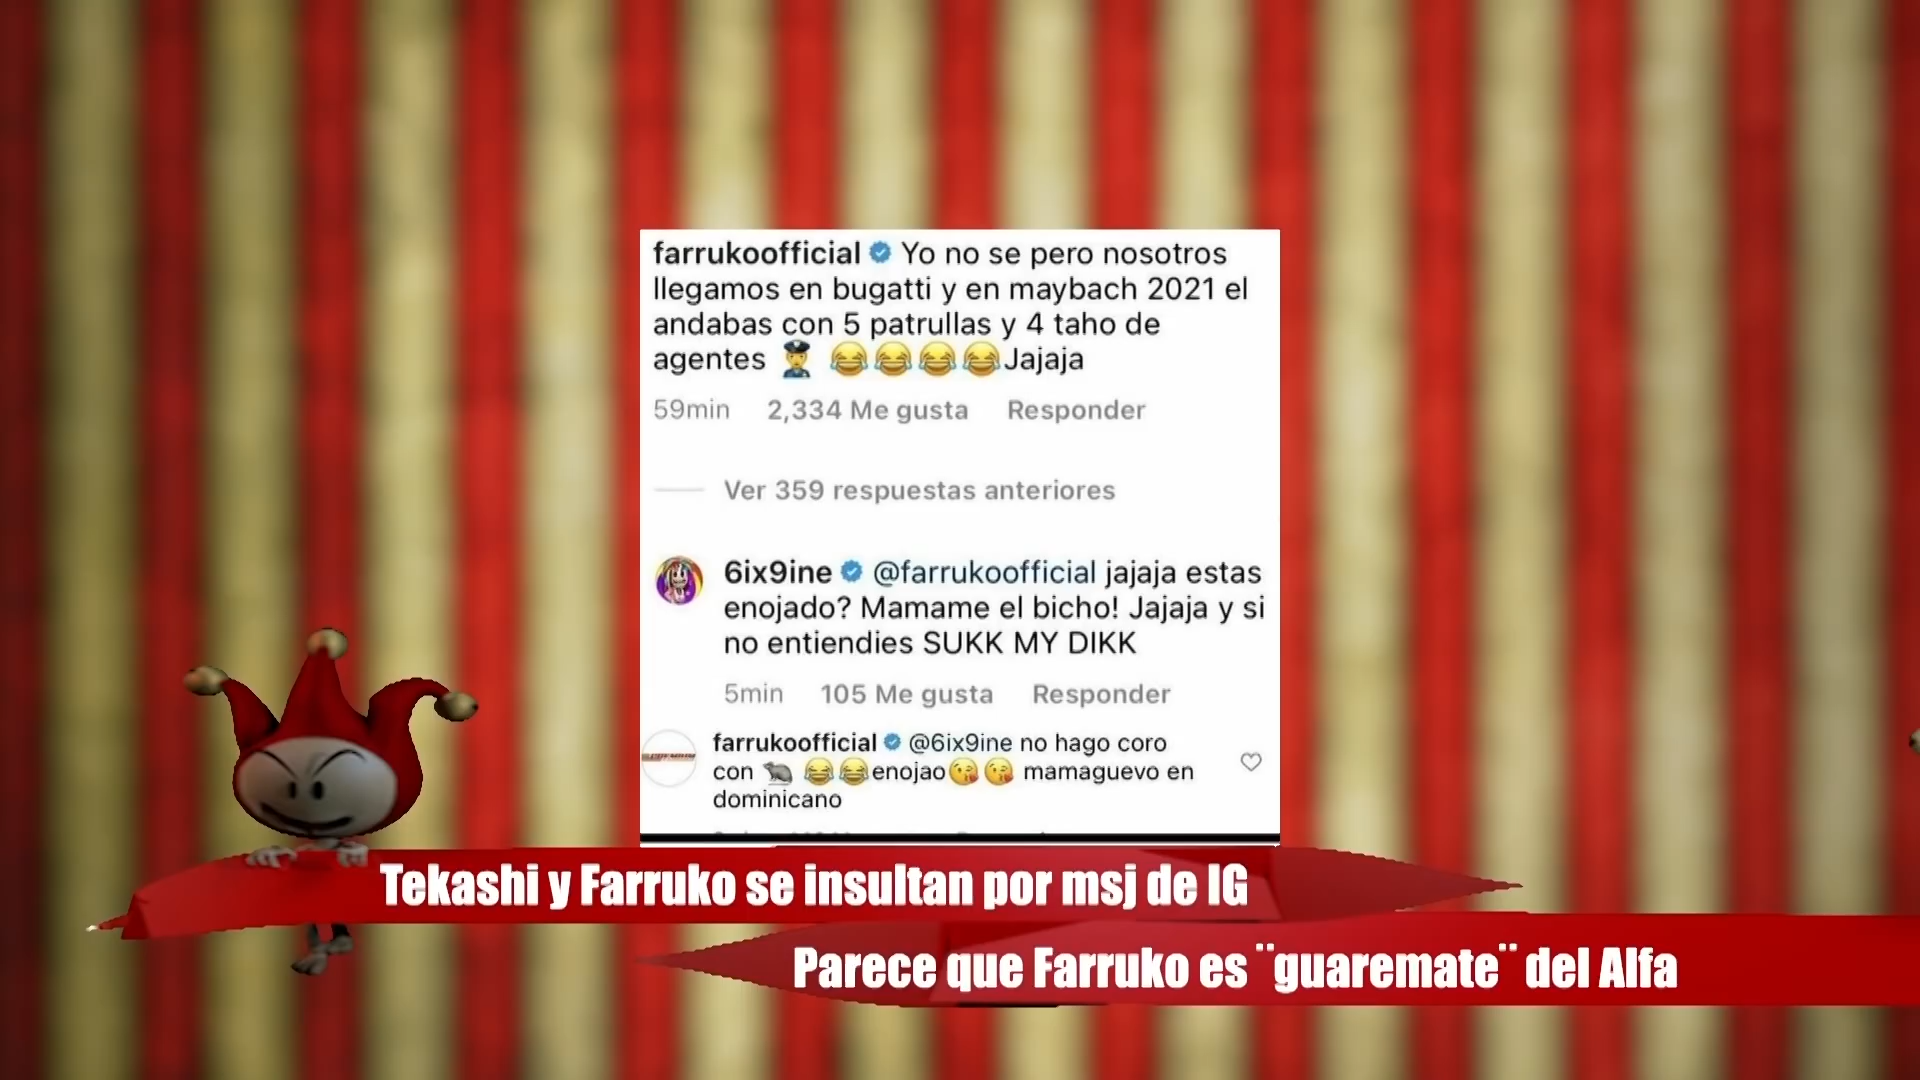 farrukoofficial Yo no se pero nosotros
llegamos en bugatti y en maybach 2021 el
andabas con 5 patrullas y 4 taho de
agentes 👮 😂😂😂😂Jajaja
59min 2,334 Me gusta Responder
Ver 359 respuestas anteriores
6ix9ine @farrukoofficial jajaja estas
enojado? Mamame el bicho! Jajaja y si
no entiendies SUKK MY DIKK
5min 105 Me gusta Responder
farrukoofficial @6ix9ine no hago coro
con 🐀 😂😂enojao😘😘 mamaguevo en
dominicano
Tekashi y Farruko se insultan por msj de IG
Parece que Farruko es ¨guaremate¨ del Alfa